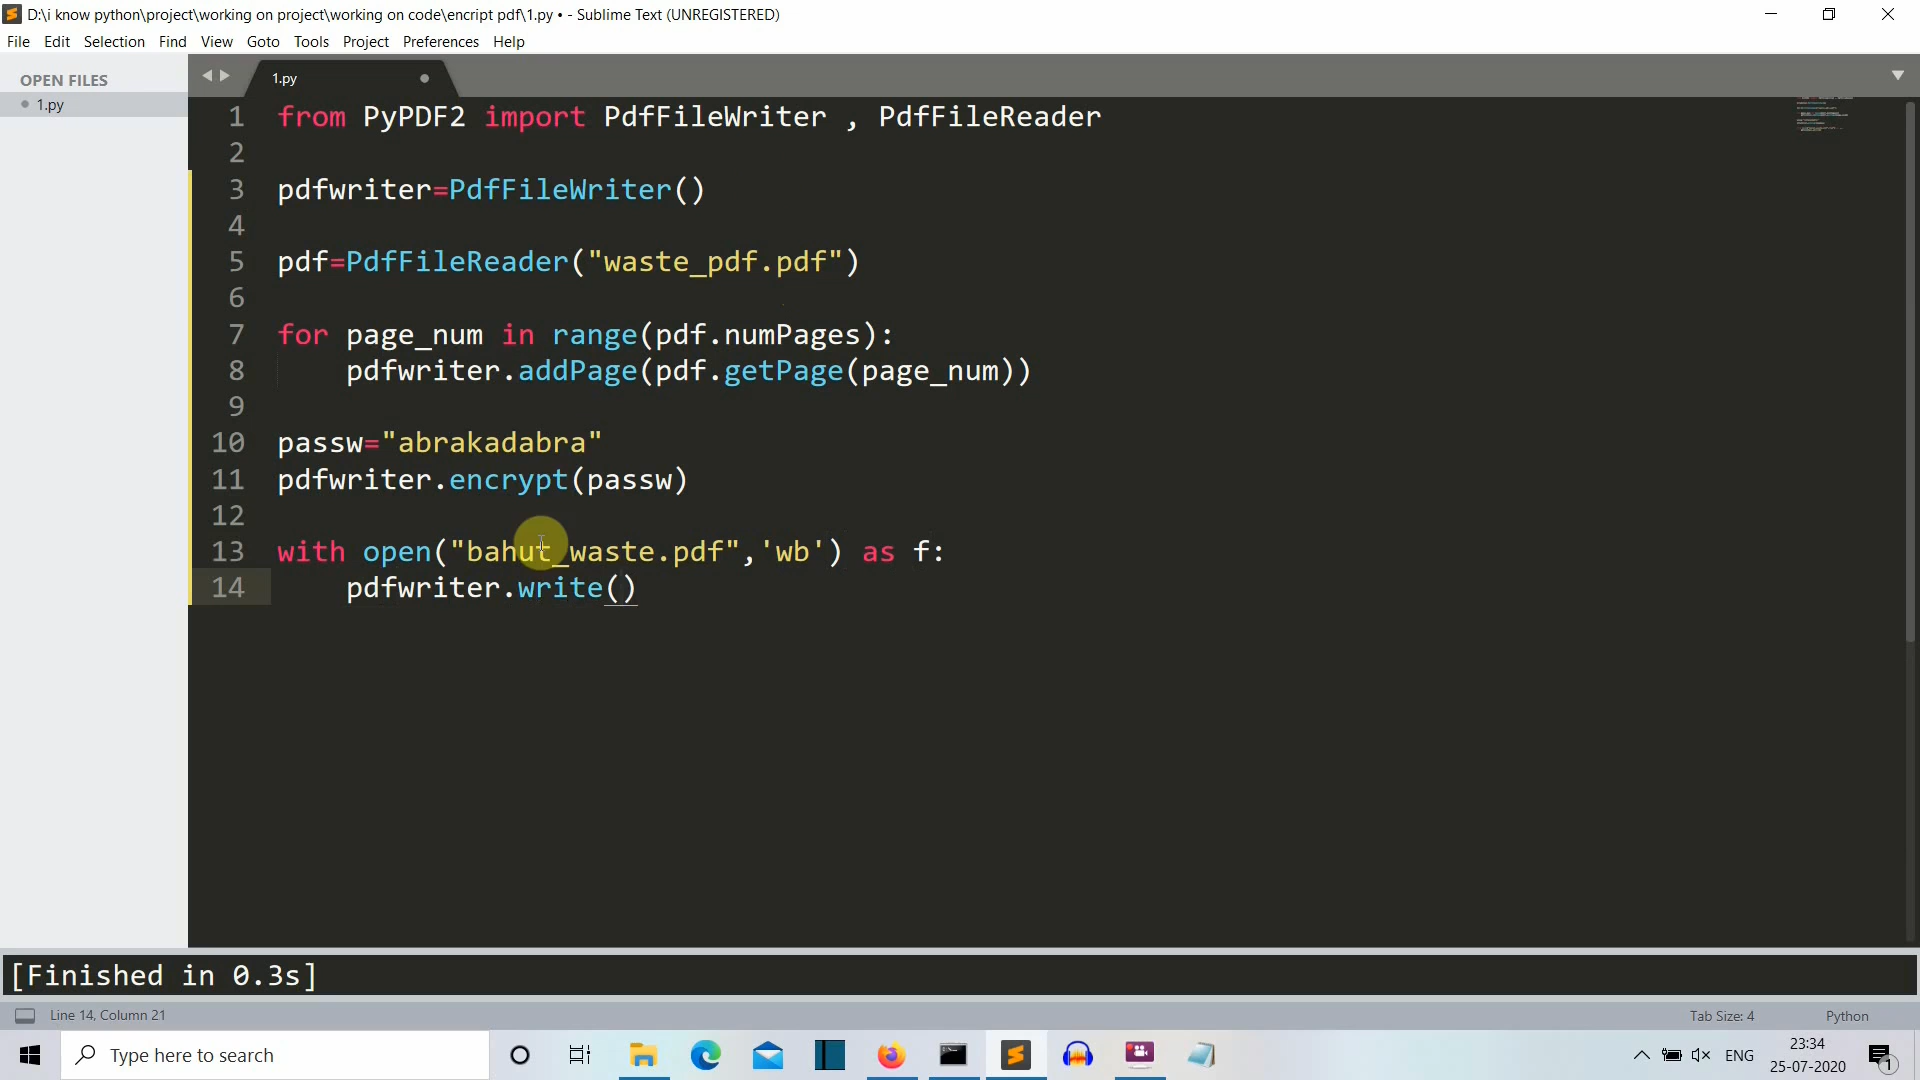 D:\i know python\project\working on project\working on code\encript pdf\1.py • - Sublime Text (UNREGISTERED)
File Edit Selection Find View Goto Tools Project Preferences Help
OPEN FILES
1.py
1.py
1 from PyPDF2 import PdfFileWriter , PdfFileReader
2
3 pdfwriter=PdfFileWriter()
4
5 pdf=PdfFileReader("waste_pdf.pdf")
6
7 for page_num in range(pdf.numPages):
8     pdfwriter.addPage(pdf.getPage(page_num))
9
10 passw="abrakadabra"
11 pdfwriter.encrypt(passw)
12
13 with open("bahut_waste.pdf",'wb') as f:
14     pdfwriter.write()
[Finished in 0.3s]
Line 14, Column 21
Tab Size: 4
Python
Type here to search
ENG
23:34
25-07-2020
1